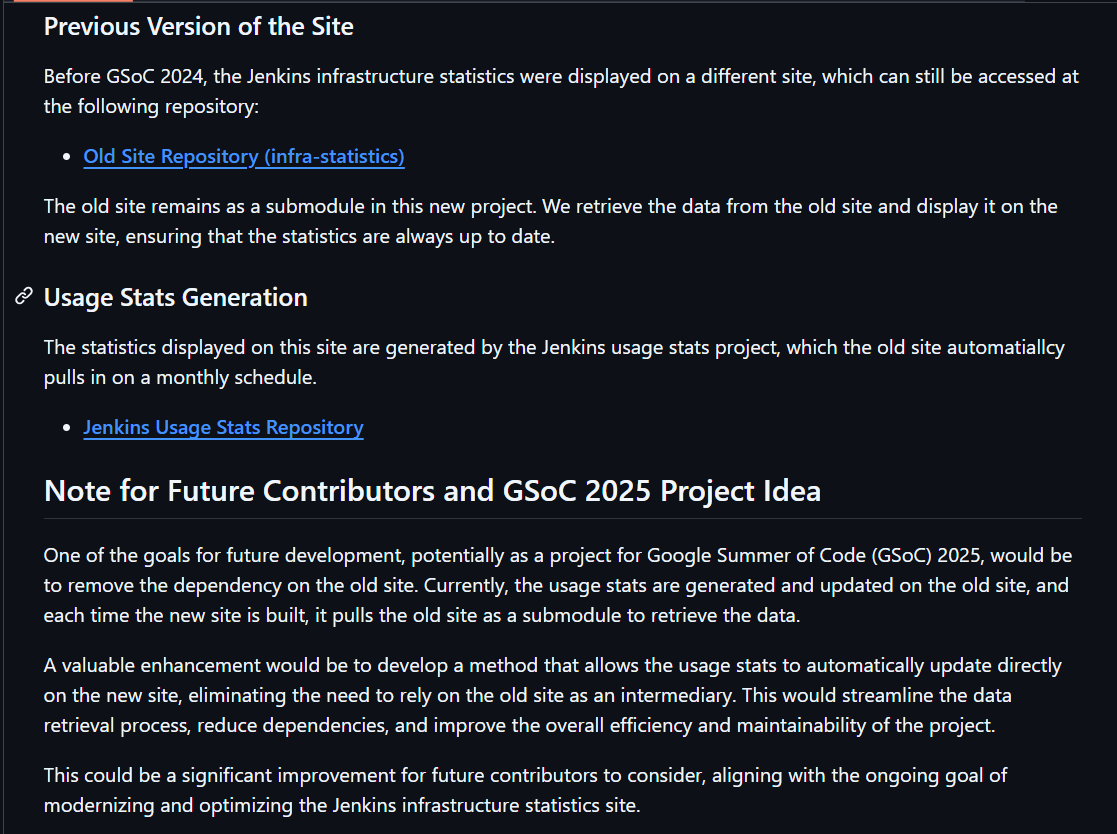 Previous Version of the Site
Before GSoC 2024, the Jenkins infrastructure statistics were displayed on a different site, which can still be accessed at
the following repository:
• Old Site Repository (infra-statistics)
The old site remains as a submodule in this new project. We retrieve the data from the old site and display it on the
new site, ensuring that the statistics are always up to date.
Usage Stats Generation
The statistics displayed on this site are generated by the Jenkins usage stats project, which the old site automatiallcy
pulls in on a monthly schedule.
• Jenkins Usage Stats Repository
Note for Future Contributors and GSoC 2025 Project Idea
One of the goals for future development, potentially as a project for Google Summer of Code (GSoC) 2025, would be
to remove the dependency on the old site. Currently, the usage stats are generated and updated on the old site, and
each time the new site is built, it pulls the old site as a submodule to retrieve the data.
A valuable enhancement would be to develop a method that allows the usage stats to automatically update directly
on the new site, eliminating the need to rely on the old site as an intermediary. This would streamline the data
retrieval process, reduce dependencies, and improve the overall efficiency and maintainability of the project.
This could be a significant improvement for future contributors to consider, aligning with the ongoing goal of
modernizing and optimizing the Jenkins infrastructure statistics site.